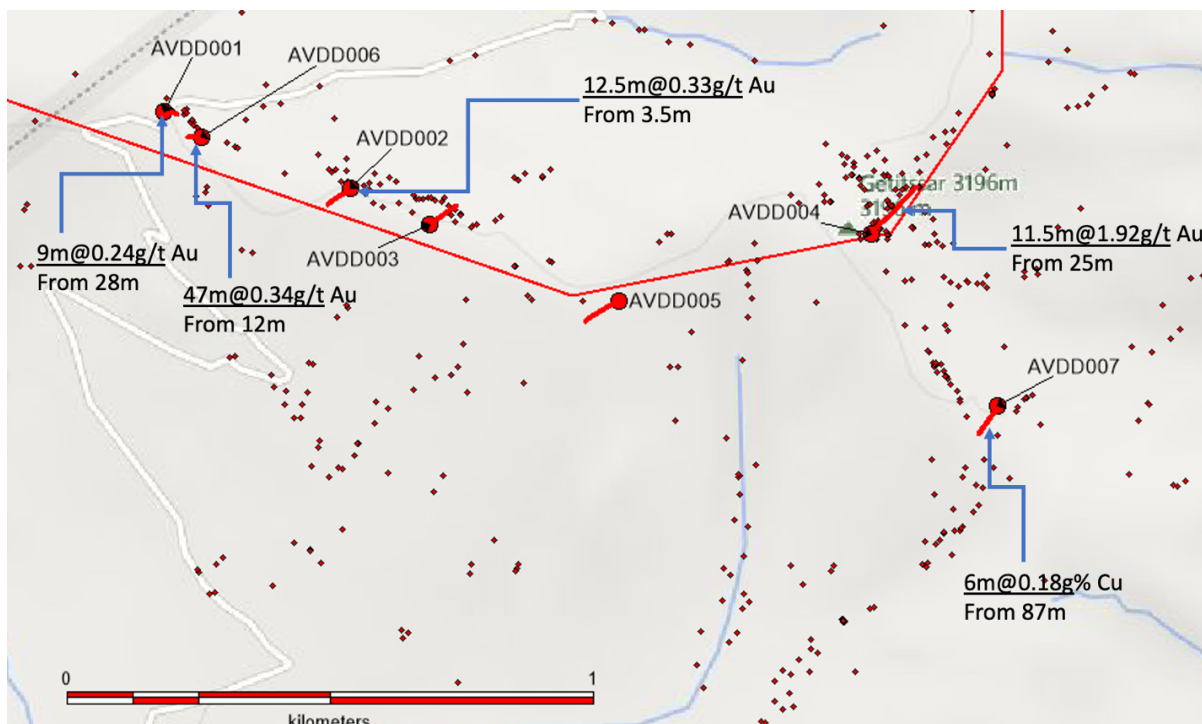 AVDD001
AVDD006
12.5m@0.33g/t Au
From 3.5m
AVDD002
Getitssar 3196m
AVDD004
11.5m@1.92g/t Au
From 25m
9m@0.24g/t Au
From 28m
AVDD003
47m@0.34g/t Au
From 12m
AVDD005
AVDD007
6m@0.18g% Cu
From 87m
0
1
kilometers